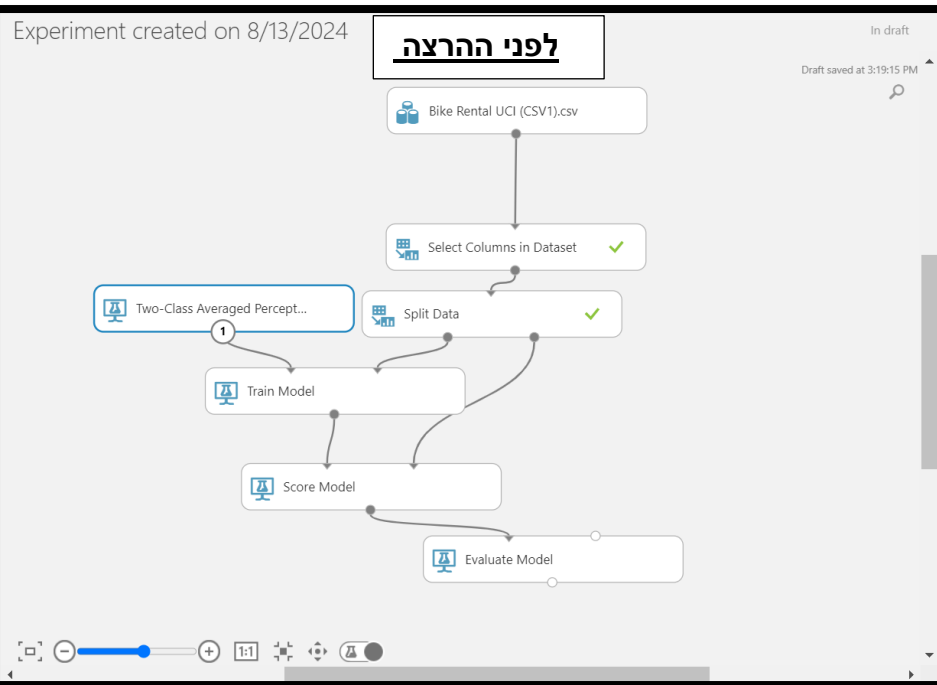 Experiment created on 8/13/2024
לפני ההרצה
In draft
Draft saved at 3:19:15 PM
Bike Rental UCI (CSV1).csv
Select Columns in Dataset
Two-Class Averaged Percept...
Split Data
1
Train Model
Score Model
Evaluate Model
1:1